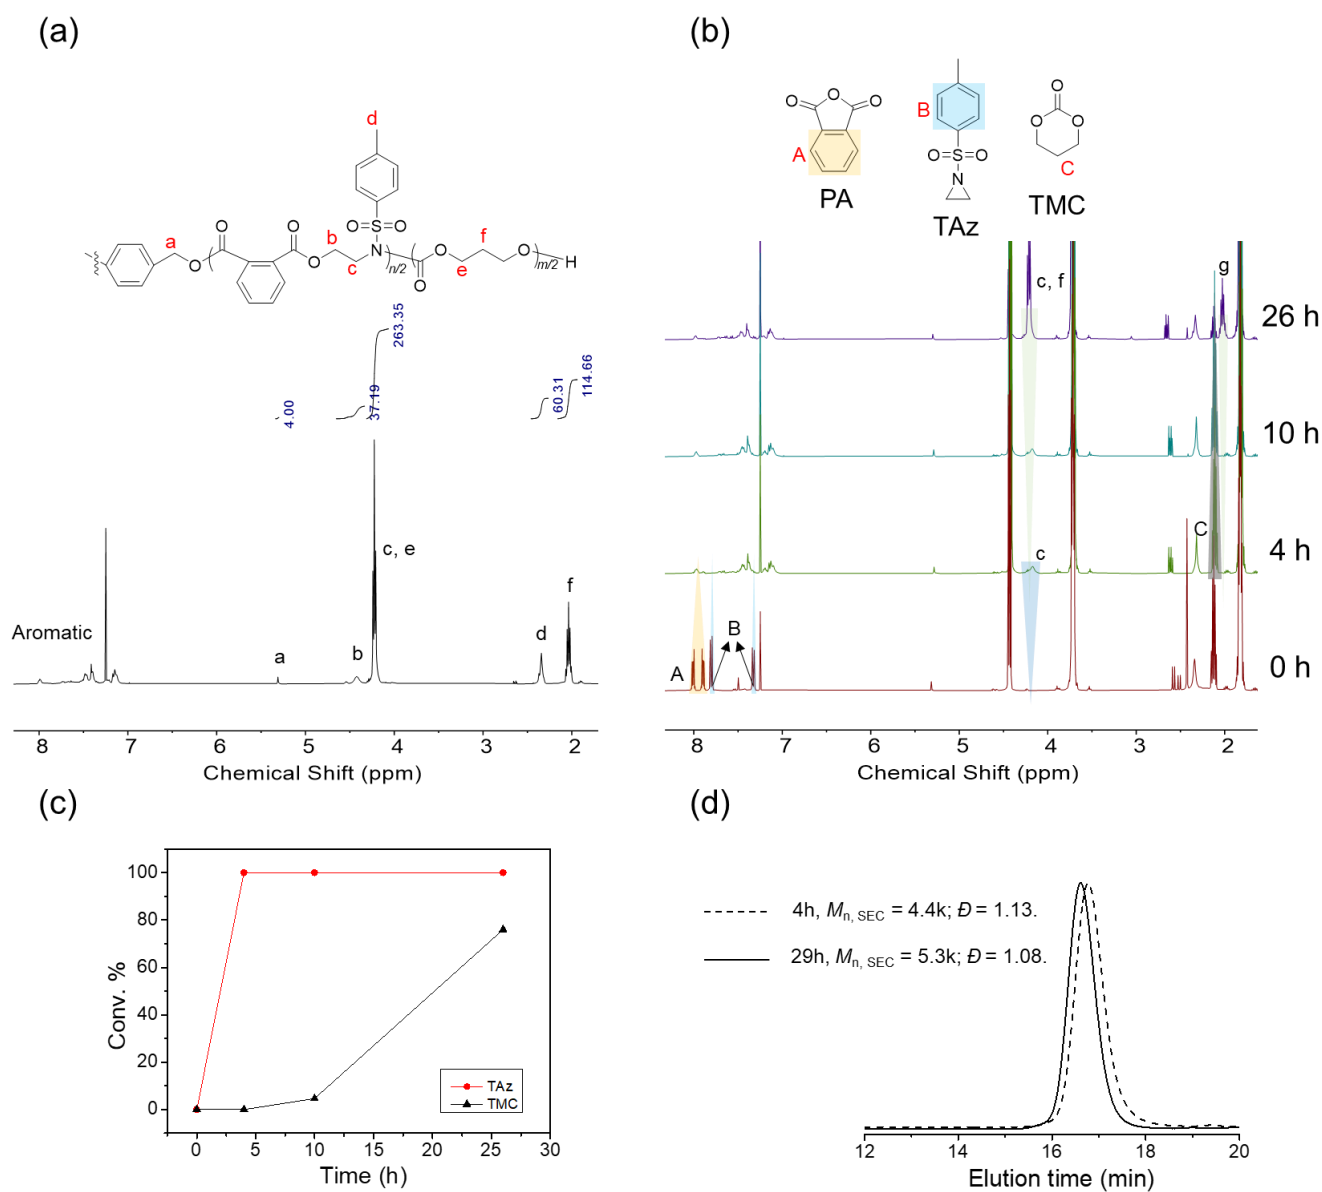 (a)
d
O
O
O
S
O
a
b
f
O
O
N
O
O
O
n/2
m/2
H
c
O
e
263.35
4.00
37.19
60.31
114.66
c, e
f
Aromatic
a
b
d
8
7
6
5
4
3
2
Chemical Shift (ppm)
(b)
O
O
O
A
PA
B
O
S
O
N
TAz
O
O
O
C
TMC
c, f
g
26 h
10 h
c
C
4 h
B
A
0 h
8
7
6
5
4
3
2
Chemical Shift (ppm)
(c)
100
80
60
40
20
0
Conv. %
TAz
TMC
0
5
10
15
20
25
30
Time (h)
(d)
4h, Mn, SEC = 4.4k; Đ = 1.13.
29h, Mn, SEC = 5.3k; Đ = 1.08.
12
14
16
18
20
Elution time (min)